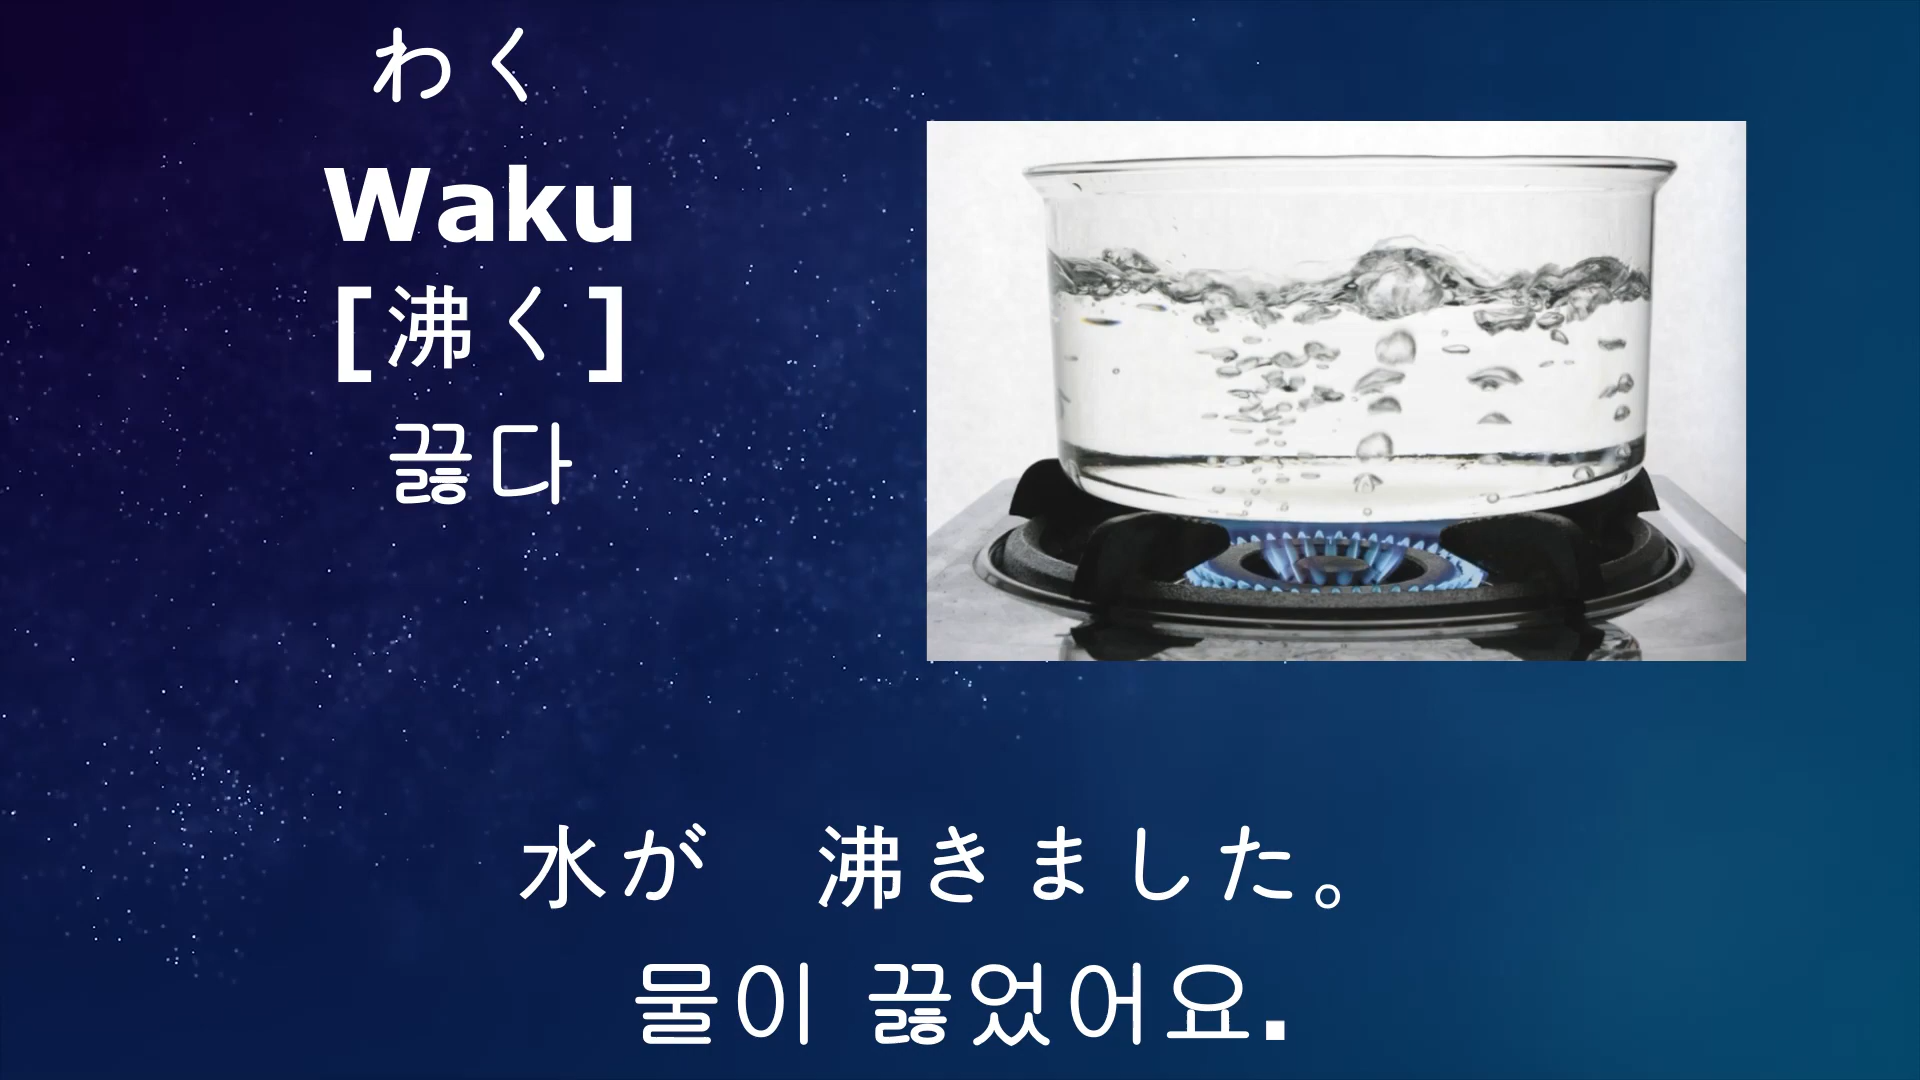 わく
Waku
[沸く]
끓다
水が　沸きました。
물이 끓었어요.